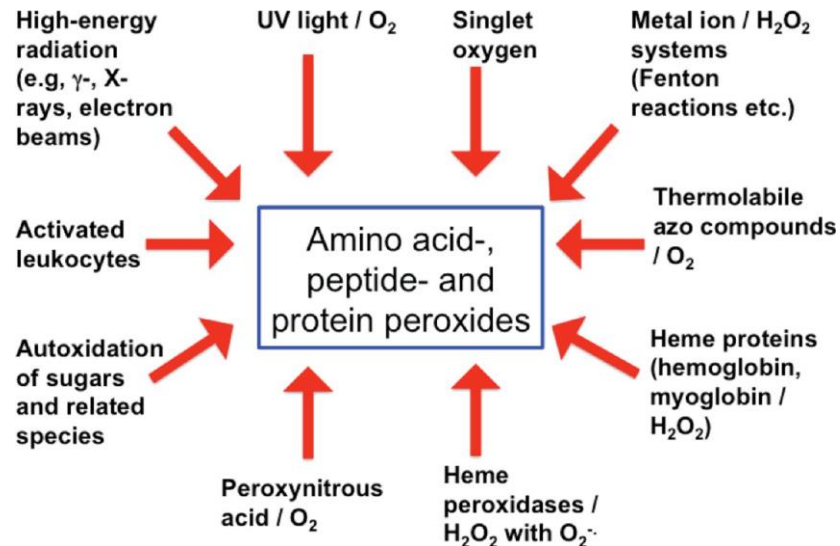 High-energy
radiation
(e.g, γ-, X-
rays, electron
beams)
UV light / O₂
Singlet
oxygen
Metal ion / H₂O₂
systems
(Fenton
reactions etc.)
Activated
leukocytes
Amino acid-,
peptide- and
protein peroxides
Thermolabile
azo compounds
/ O₂
Autoxidation
of sugars
and related
species
Heme proteins
(hemoglobin,
myoglobin /
H₂O₂)
Peroxynitrous
acid / O₂
Heme
peroxidases /
H₂O₂ with O₂⁻·